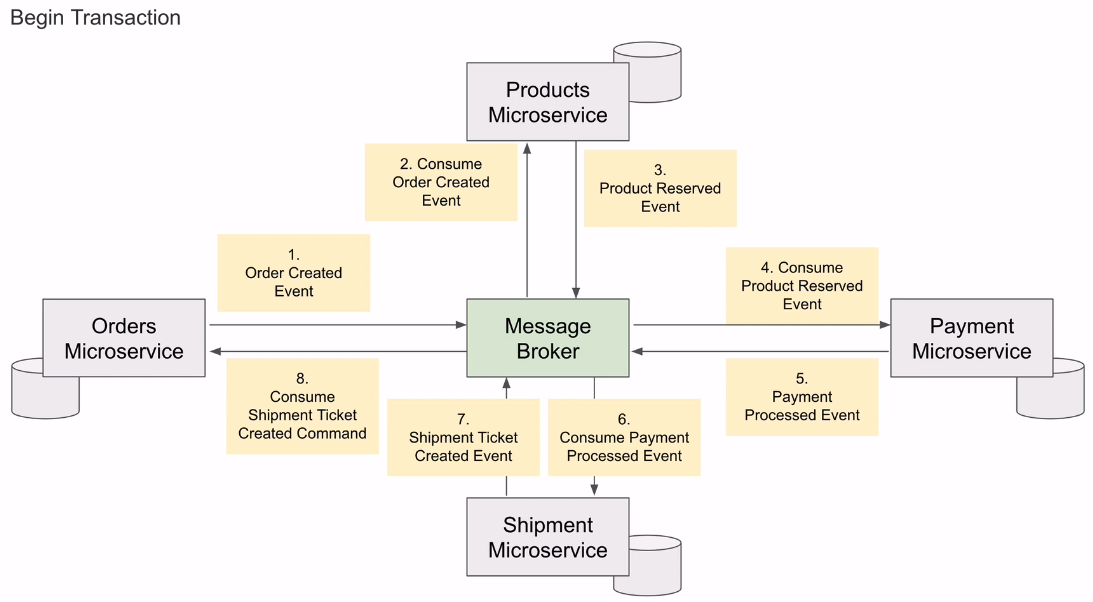 Begin Transaction
Products
Microservice
2. Consume
Order Created
Event
3.
Product Reserved
Event
1.
Order Created
Event
4. Consume
Product Reserved
Event
Orders
Microservice
Message
Broker
Payment
Microservice
8.
Consume
Shipment Ticket
Created Command
7.
Shipment Ticket
Created Event
6.
Consume Payment
Processed Event
5.
Payment
Processed Event
Shipment
Microservice